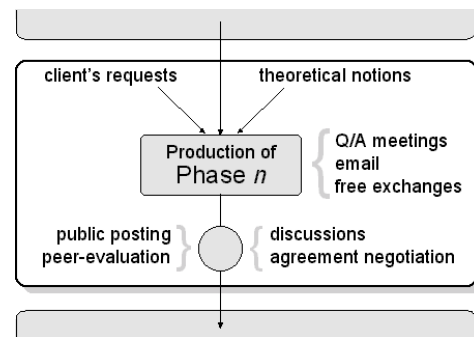 client's requests
theoretical notions
Production of
Phase n
Q/A meetings
email
free exchanges
public posting
peer-evaluation
discussions
agreement negotiation